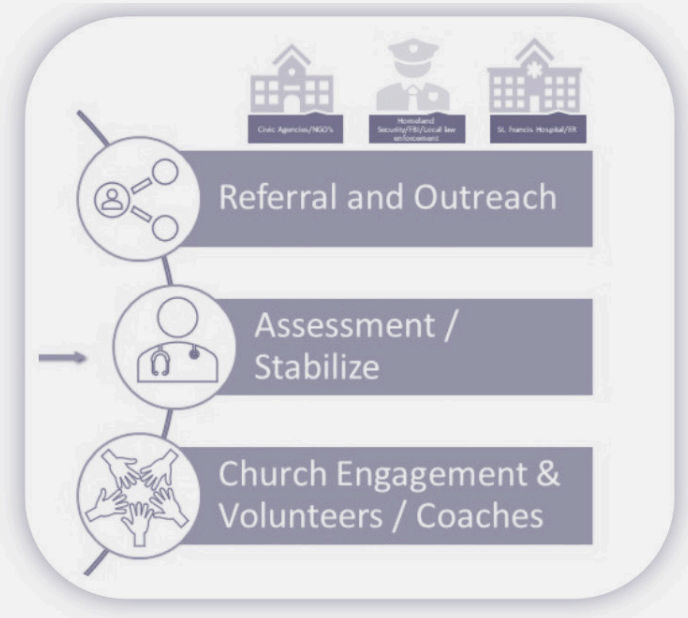 Civic Agencies/NGO's
Homeland
Security/FBI/Local law
enforcement
St. Francis Hospital/ER
Referral and Outreach
Assessment /
Stabilize
Church Engagement &
Volunteers / Coaches